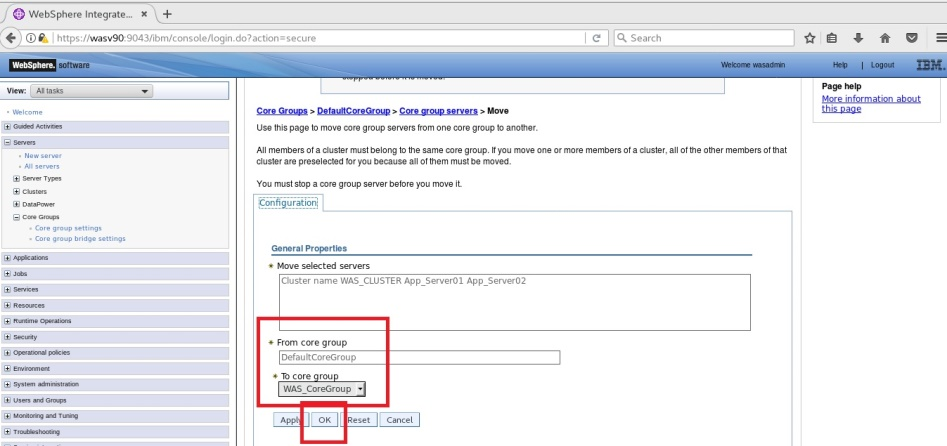 WebSphere Integrate...
https://wasv90:9043/ibm/console/login.do?action=secure
Search
WebSphere. software
Welcome wasadmin
Help | Logout
IBM.
View: All tasks
Welcome
Guided Activities
Servers
New server
All servers
Server Types
Clusters
DataPower
Core Groups
Core group settings
Core group bridge settings
Applications
Jobs
Services
Resources
Runtime Operations
Security
Operational policies
Environment
System administration
Users and Groups
Monitoring and Tuning
Troubleshooting
Core Groups > DefaultCoreGroup > Core group servers > Move
Use this page to move core group servers from one core group to another.
All members of a cluster must belong to the same core group. If you move one or more members of a cluster, all of the other members of that
cluster are preselected for you because all of them must be moved.
You must stop a core group server before you move it.
Configuration
General Properties
Move selected servers
Cluster name WAS_CLUSTER App_Server01 App_Server02
From core group
DefaultCoreGroup
To core group
WAS_CoreGroup
Apply OK Reset Cancel
Page help
More information about
this page